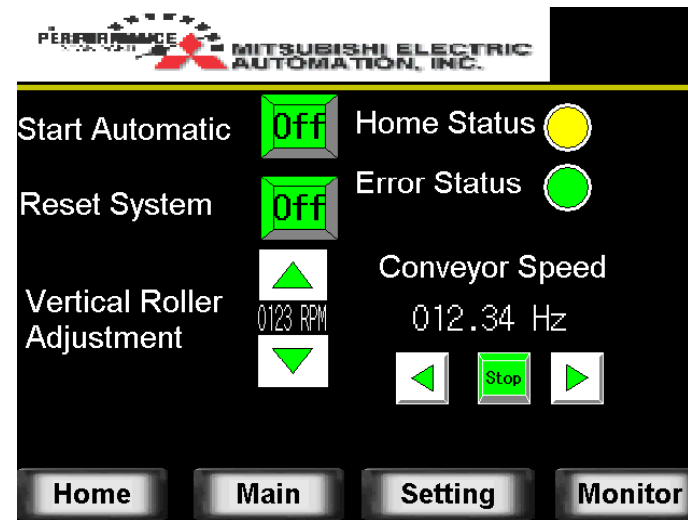 MITSUBISHI ELECTRIC
AUTOMATION, INC.
Start Automatic
Off
Home Status
Reset System
Off
Error Status
Vertical Roller
Adjustment
0123 RPM
Conveyor Speed
012.34 Hz
Stop
Home
Main
Setting
Monitor